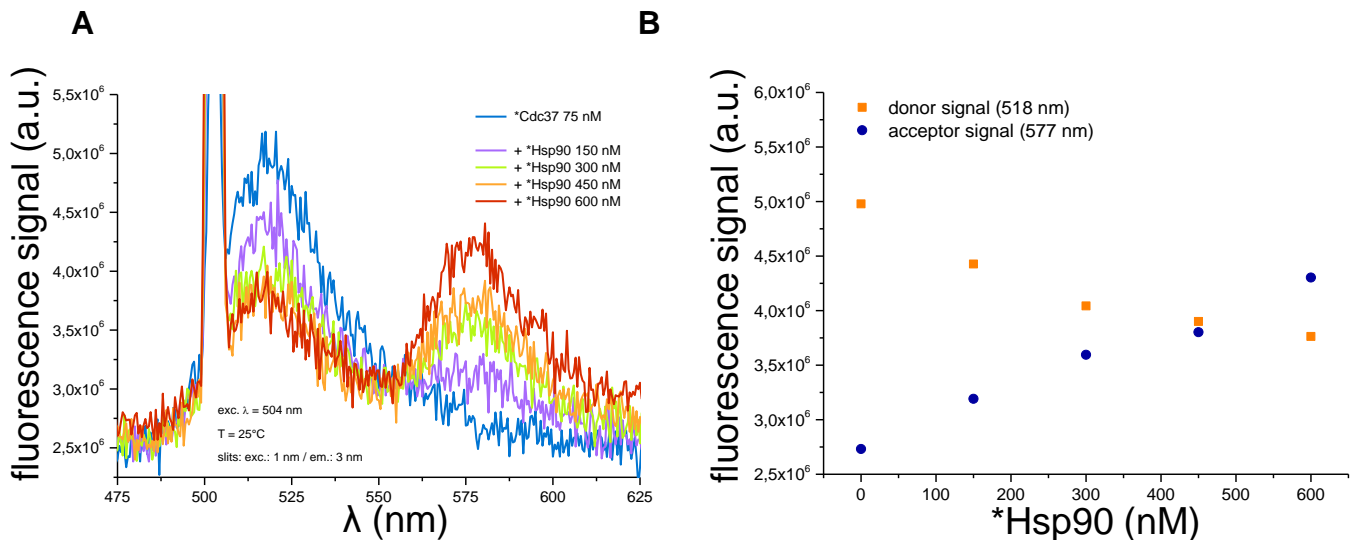 A
fluorescence signal (a.u.)
5,5x10⁶
5,0x10⁶
4,5x10⁶
4,0x10⁶
3,5x10⁶
3,0x10⁶
2,5x10⁶
*Cdc37 75 nM
+ *Hsp90 150 nM
+ *Hsp90 300 nM
+ *Hsp90 450 nM
+ *Hsp90 600 nM
exc. λ = 504 nm
T = 25°C
slits: exc.: 1 nm / em.: 3 nm
475 500 525 550 575 600 625
λ (nm)
B
fluorescence signal (a.u.)
6,0x10⁶
5,5x10⁶
5,0x10⁶
4,5x10⁶
4,0x10⁶
3,5x10⁶
3,0x10⁶
2,5x10⁶
donor signal (518 nm)
acceptor signal (577 nm)
0 100 200 300 400 500 600
*Hsp90 (nM)